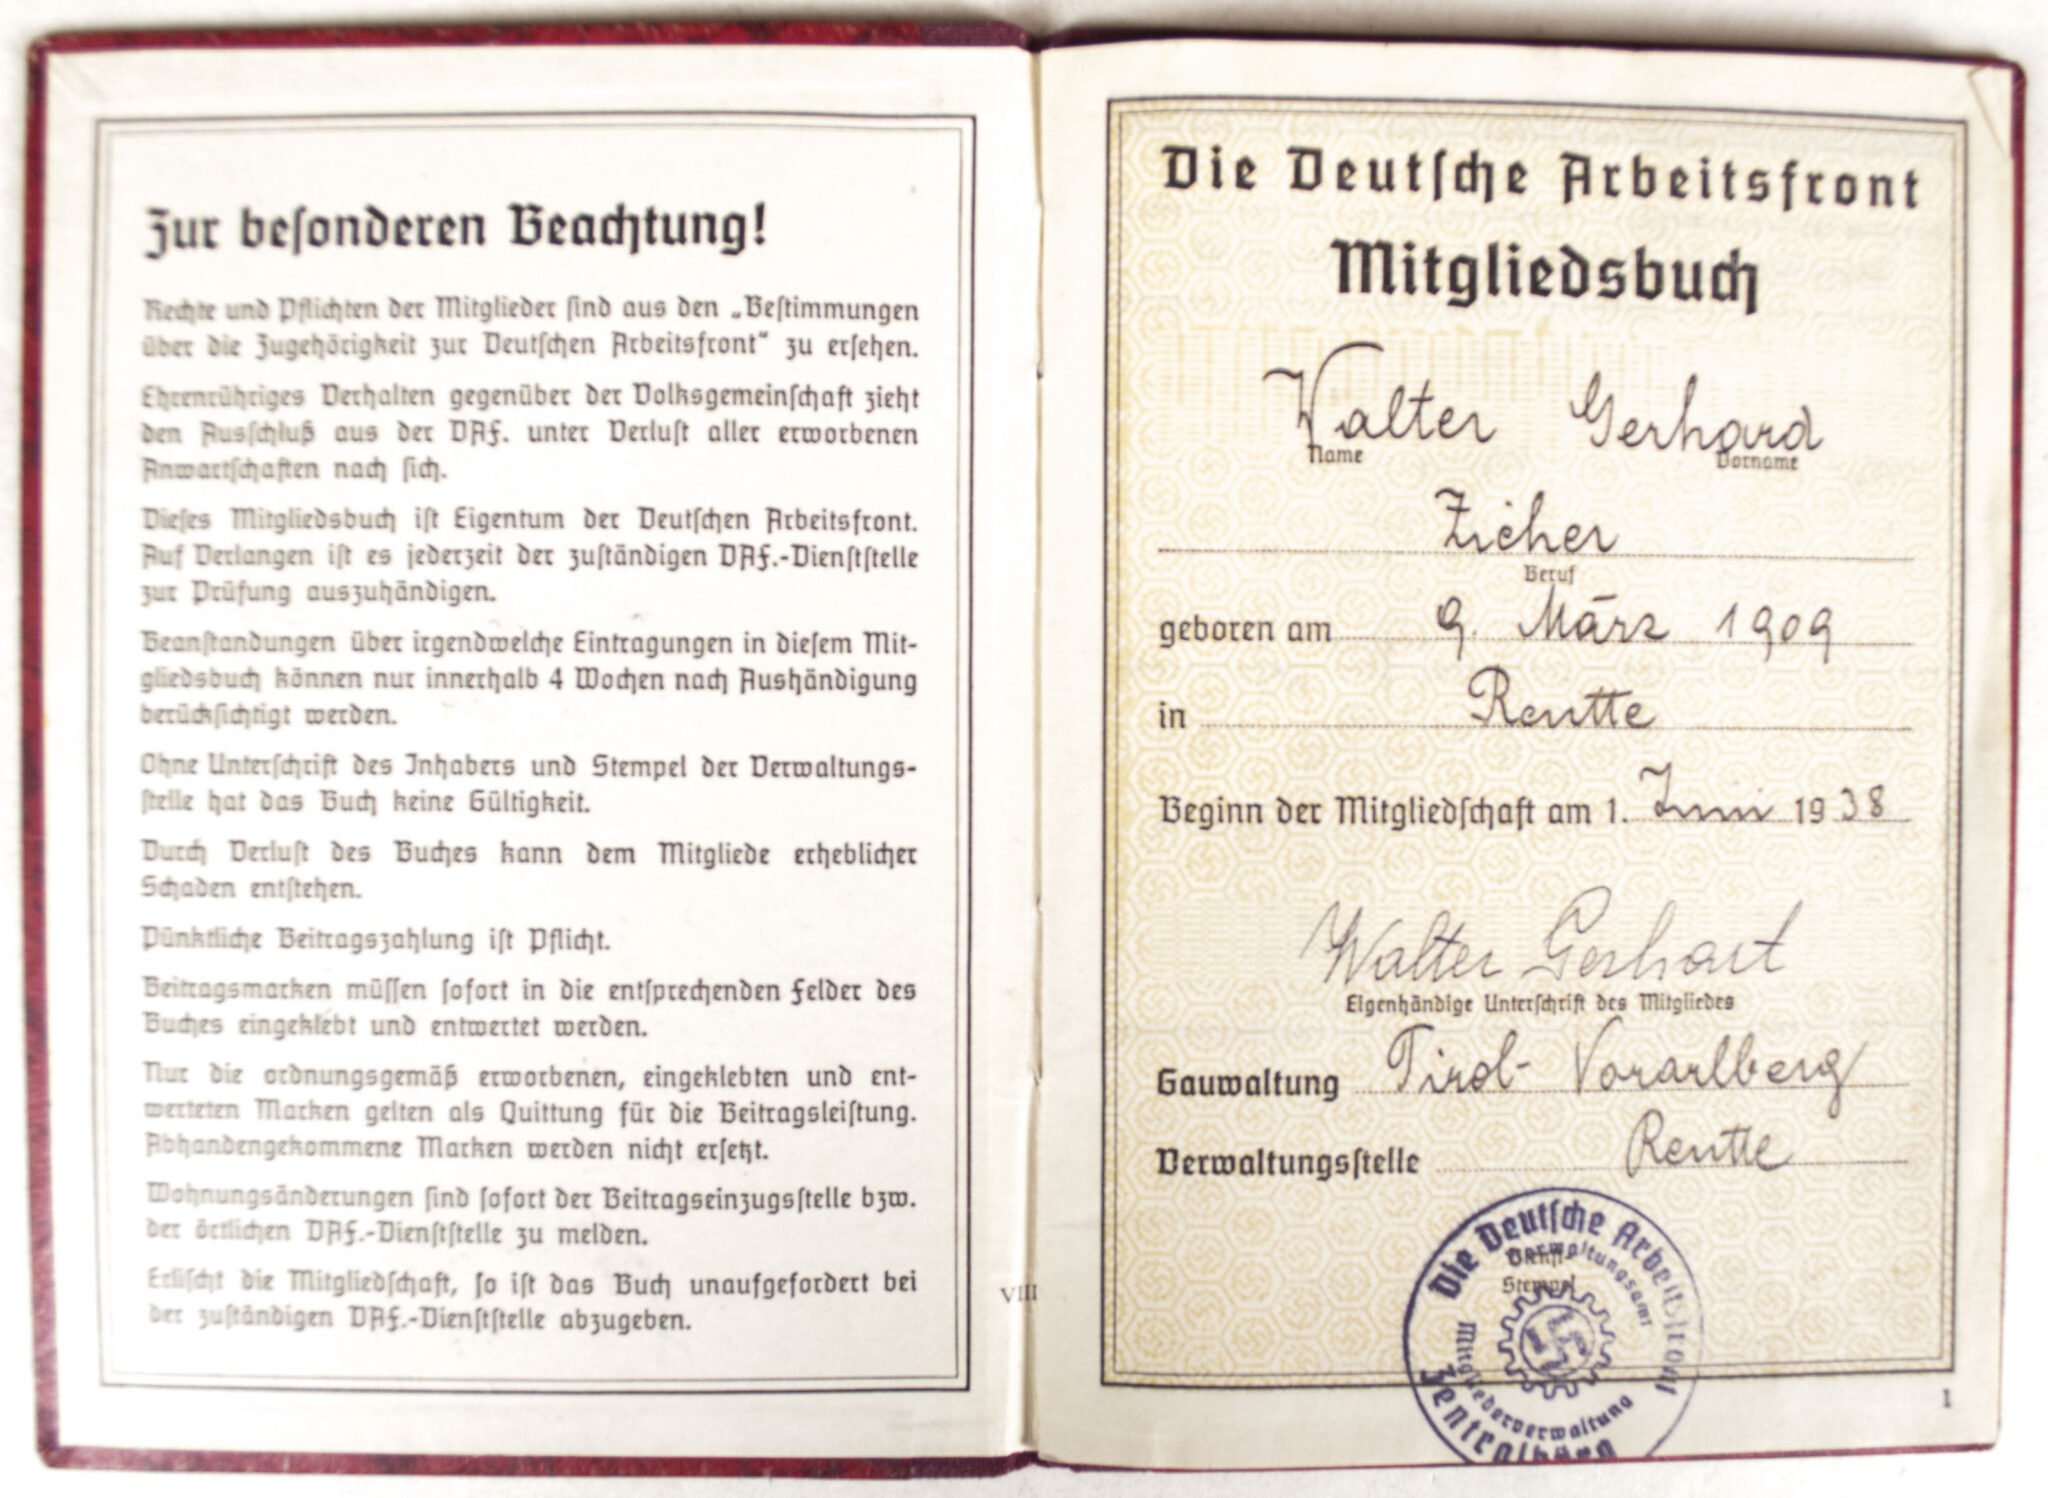 Zur besonderen Beachtung!
Rechte und Pflichten der Mitglieder sind aus den „Bestimmungen
über die Zugehörigkeit zur Deutschen Arbeitsfront“ zu ersehen.
Ehrenrühriges Verhalten gegenüber der Volksgemeinschaft zieht
den Ausschluß aus der DAF. unter Verlust aller erworbenen
Anwartschaften nach sich.
Dieses Mitgliedsbuch ist Eigentum der Deutschen Arbeitsfront.
Auf Verlangen ist es jederzeit der zuständigen DAF.-Dienststelle
zur Prüfung auszuhändigen.
Beanstandungen über irgendwelche Eintragungen in diesem Mit-
gliedsbuch können nur innerhalb 4 Wochen nach Aushändigung
berücksichtigt werden.
Ohne Unterschrift des Inhabers und Stempel der Verwaltungs-
stelle hat das Buch keine Gültigkeit.
Durch Verlust des Buches kann dem Mitgliede erheblicher
Schaden entstehen.
Pünktliche Beitragszahlung ist Pflicht.
Beitragsmarken müssen sofort in die entsprechenden Felder des
Buches eingeklebt und entwertet werden.
Nur die ordnungsgemäß erworbenen, eingeklebten und ent-
werteten Marken gelten als Quittung für die Beitragsleistung.
Abhandengekommene Marken werden nicht ersetzt.
Wohnungsänderungen sind sofort der Beitragseinzugsstelle bzw.
der örtlichen DAF.-Dienststelle zu melden.
Erlischt die Mitgliedschaft, so ist das Buch unaufgefordert bei
der zuständigen DAF.-Dienststelle abzugeben.
VIII
Die Deutsche Arbeitsfront
Mitgliedsbuch
Walter Gerhard
Name Vorname
Zieher
Beruf
geboren am 9. März 1909
in Reutte
Beginn der Mitgliedschaft am 1. Juni 1938
Walter Gerhart
Eigenhändige Unterschrift des Mitgliedes
Gauwaltung Tirol-Vorarlberg
Verwaltungsstelle Reutte
Die Deutsche Arbeitsfront
Verwaltungsamt
Dienst-
Stempel
Mitgliederverwaltung
Zentralbüro
1